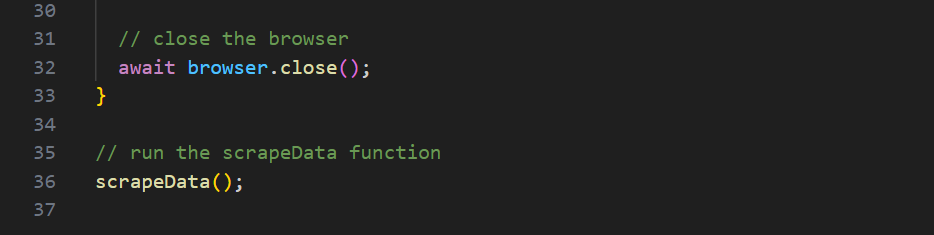 30
31 // close the browser
32 await browser.close();
33 }
34
35 // run the scrapeData function
36 scrapeData();
37